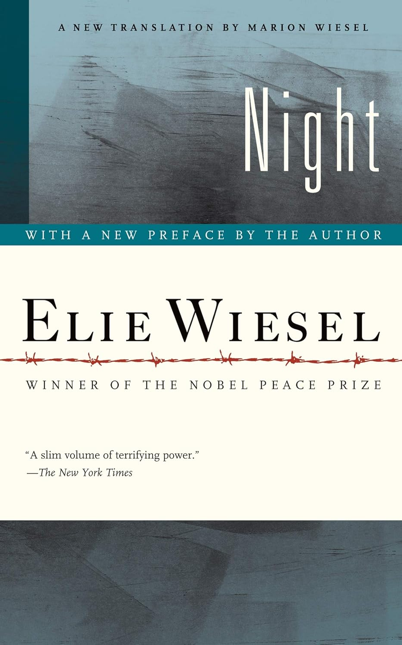 A NEW TRANSLATION BY MARION WIESEL
Night
WITH A NEW PREFACE BY THE AUTHOR
ELIE WIESEL
WINNER OF THE NOBEL PEACE PRIZE
“A slim volume of terrifying power.”
—The New York Times